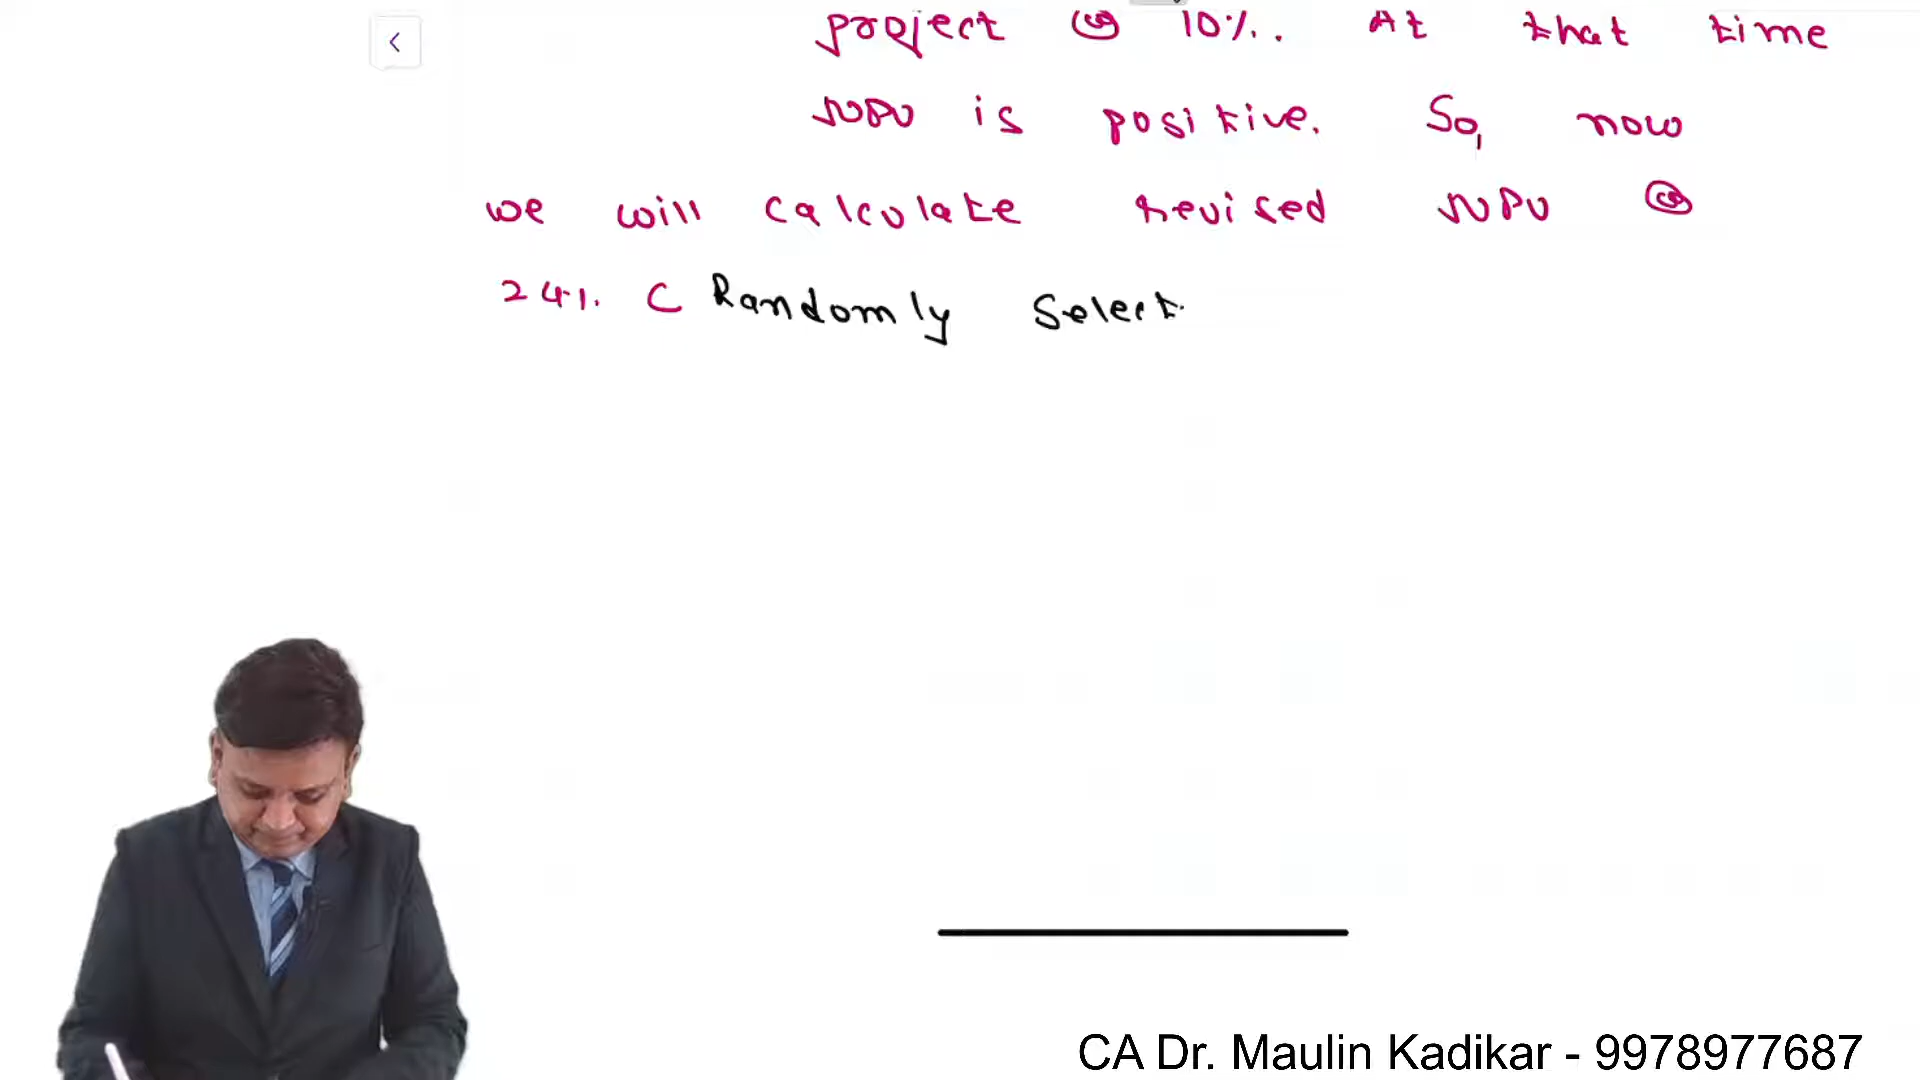 project @ 10%. At that time
NPV is positive. So, now
we will calculate revised NPV @
24%. ( Randomly Select
CA Dr. Maulin Kadikar - 9978977687